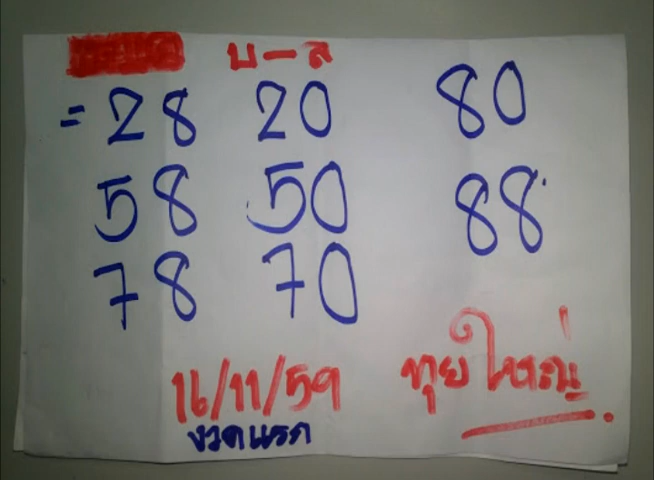 บ-ล
= 28 20 80
58 50 88
78 70
16/11/59 ทุยใหญ่
งวดแรก